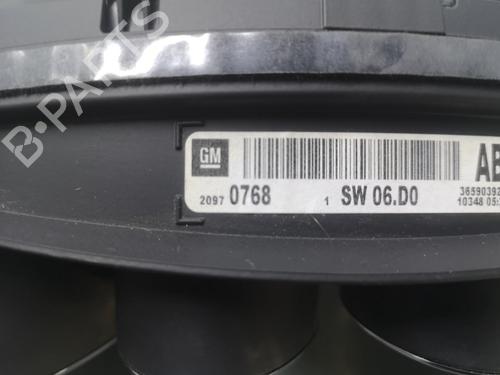 B-PARTS
GM
AB
2097 0768 1 SW 06.D0
36590392
10348 05: